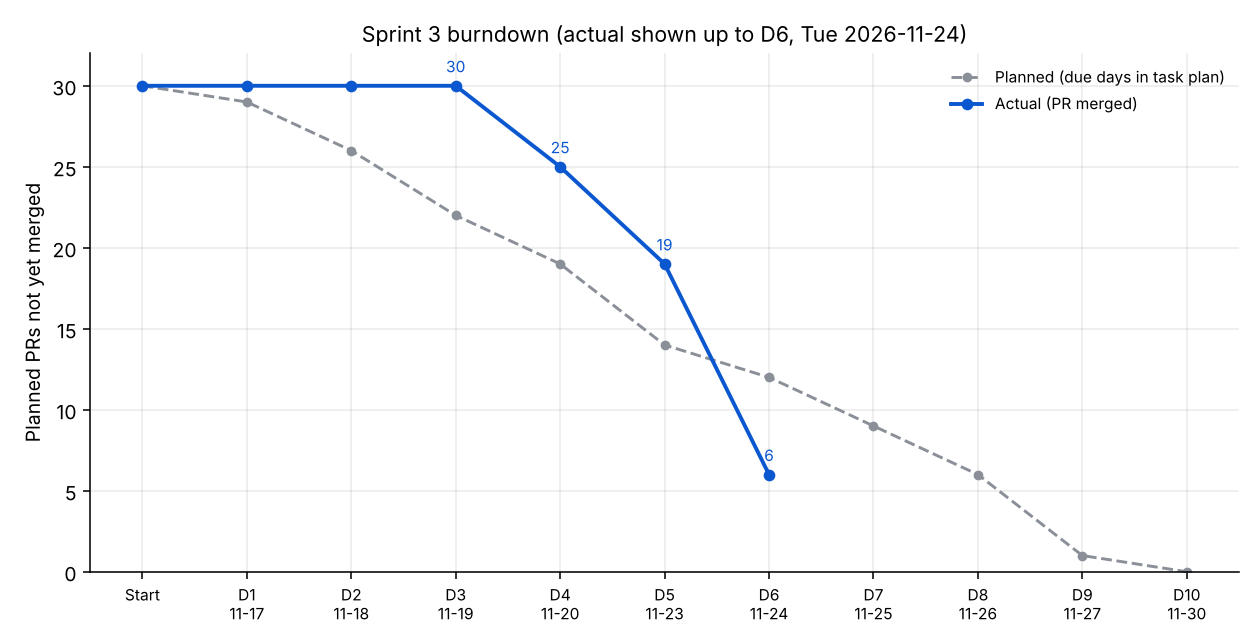 Sprint 3 burndown (actual shown up to D6, Tue 2026-11-24)
Planned (due days in task plan)
Actual (PR merged)
Planned PRs not yet merged
30
25
20
15
10
5
0
30
25
19
6
Start
D1
11-17
D2
11-18
D3
11-19
D4
11-20
D5
11-23
D6
11-24
D7
11-25
D8
11-26
D9
11-27
D10
11-30